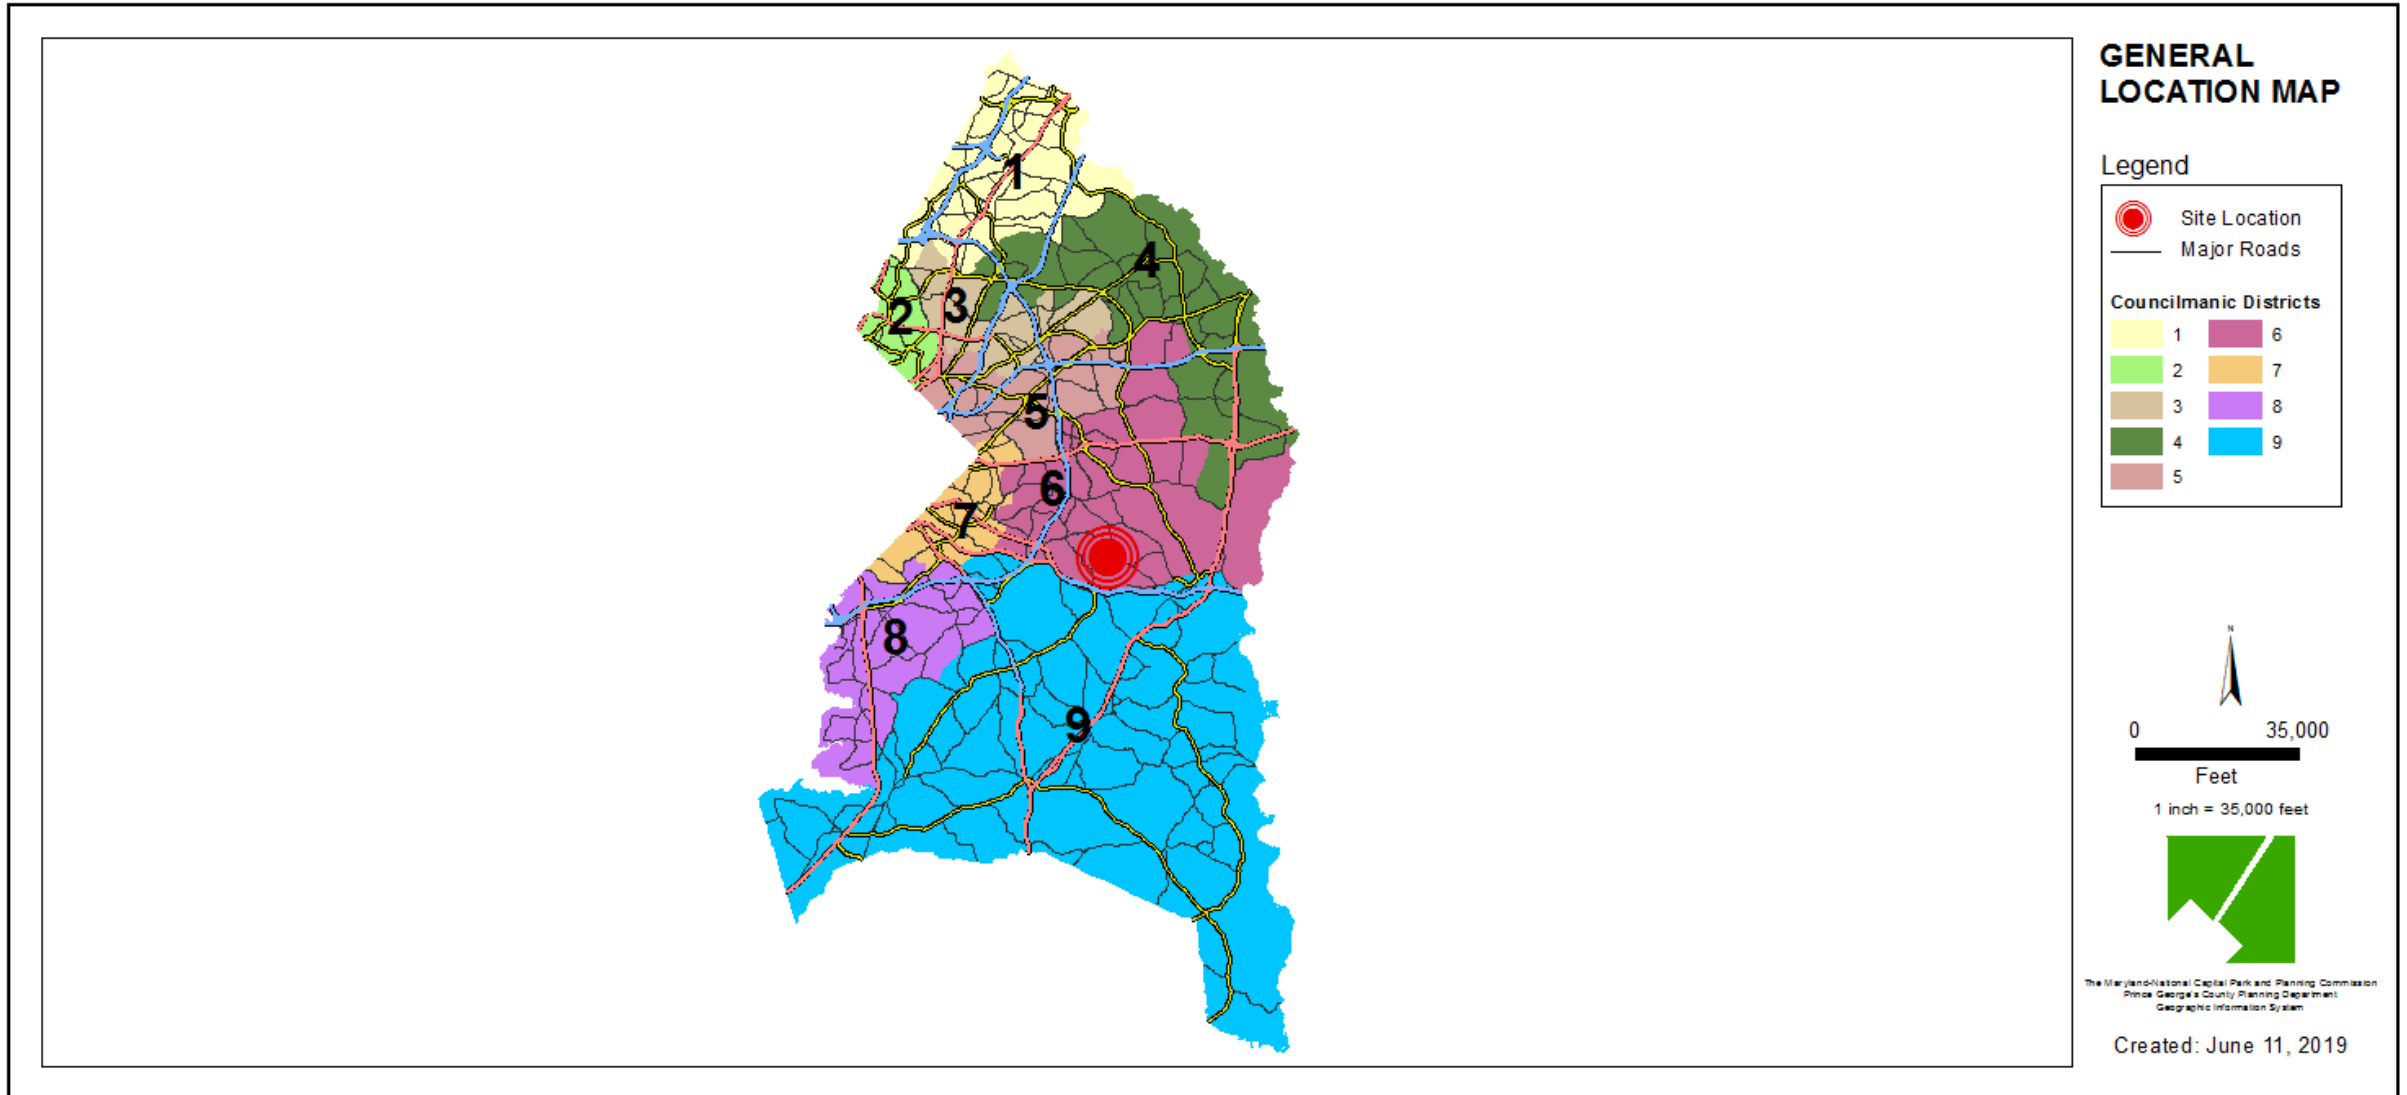 GENERAL
LOCATION MAP
Legend
Site Location
Major Roads
Councilmanic Districts
1 6
2 7
3 8
4 9
5
1
4
2 3
5
6
7
8
9
N
0 35,000
Feet
1 inch = 35,000 feet
The Maryland-National Capital Park and Planning Commission
Prince George's County Planning Department
Geographic Information System
Created: June 11, 2019